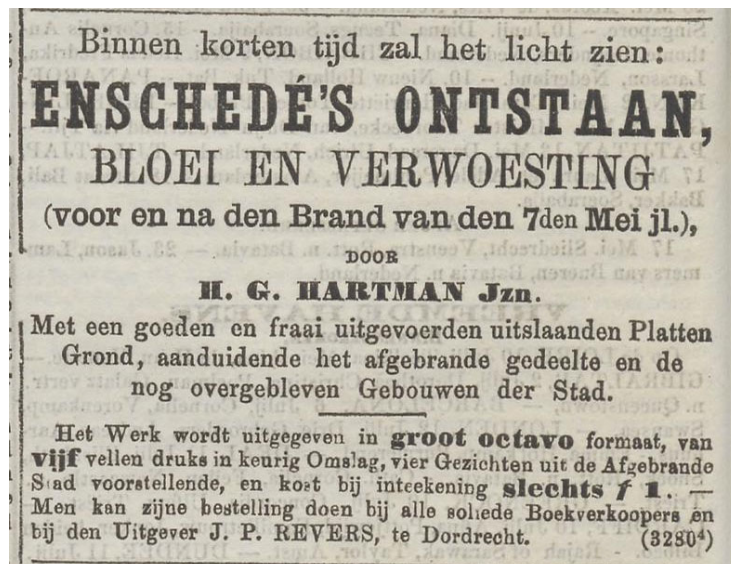 Binnen korten tijd zal het licht zien:
ENSCHEDÉ'S ONTSTAAN,
BLOEI EN VERWOESTING
(voor en na den Brand van den 7den Mei jl.),
DOOR
H. G. HARTMAN Jzn.
Met een goeden en fraai uitgevoerden uitslaanden Platten
Grond, aanduidende het afgebrande gedeelte en de
nog overgebleven Gebouwen der Stad.
Het Werk wordt uitgegeven in groot octavo formaat, van
vijf vellen druks in keurig Omslag, vier Gezichten uit de Afgebrande
Stad voorstellende, en kost bij inteekening slechts f 1. —
Men kan zijne bestelling doen bij alle soliede Boekverkoopers en
bij den Uitgever J. P. REVERS, te Dordrecht. (3280⁴)